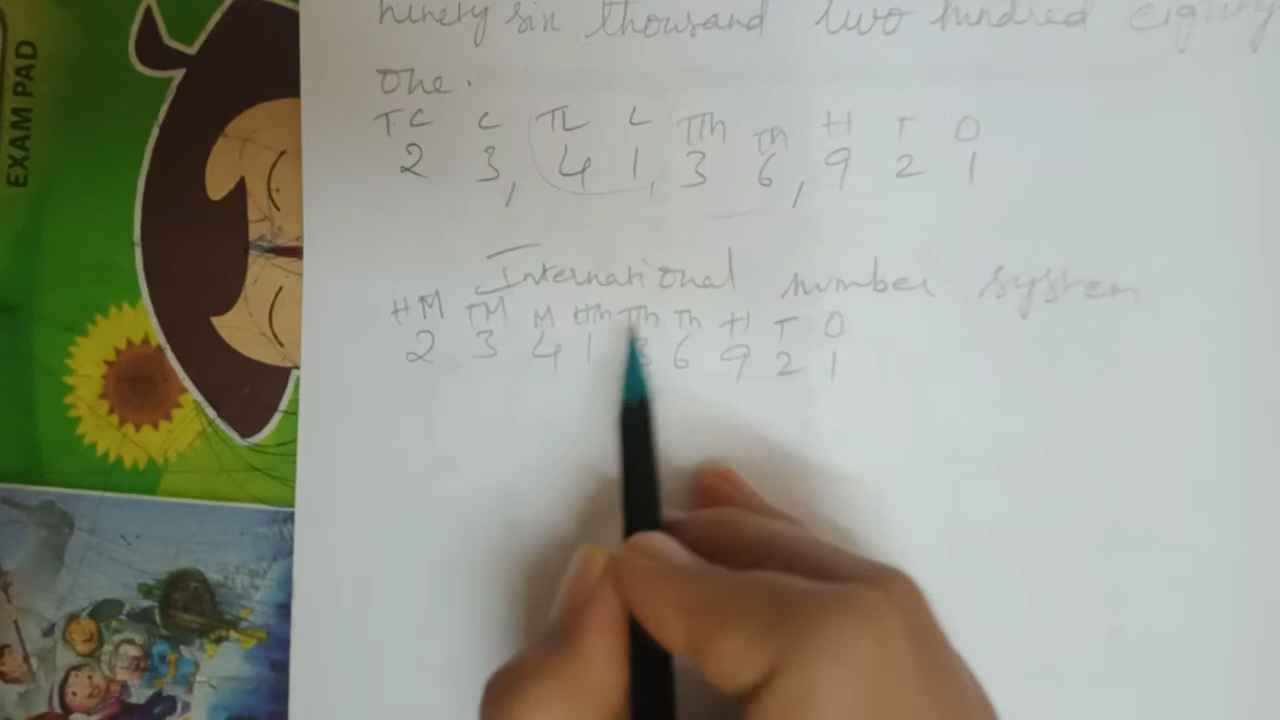 EXAM PAD
ninety six thousand two hundred eighty
one.
TC C TL L TTh Th H T O
2 3, 4 1, 3 6, 9 2 1
International number system
HM TM M HTh TTh Th H T O
2 3 4 1 3 6 9 2 1